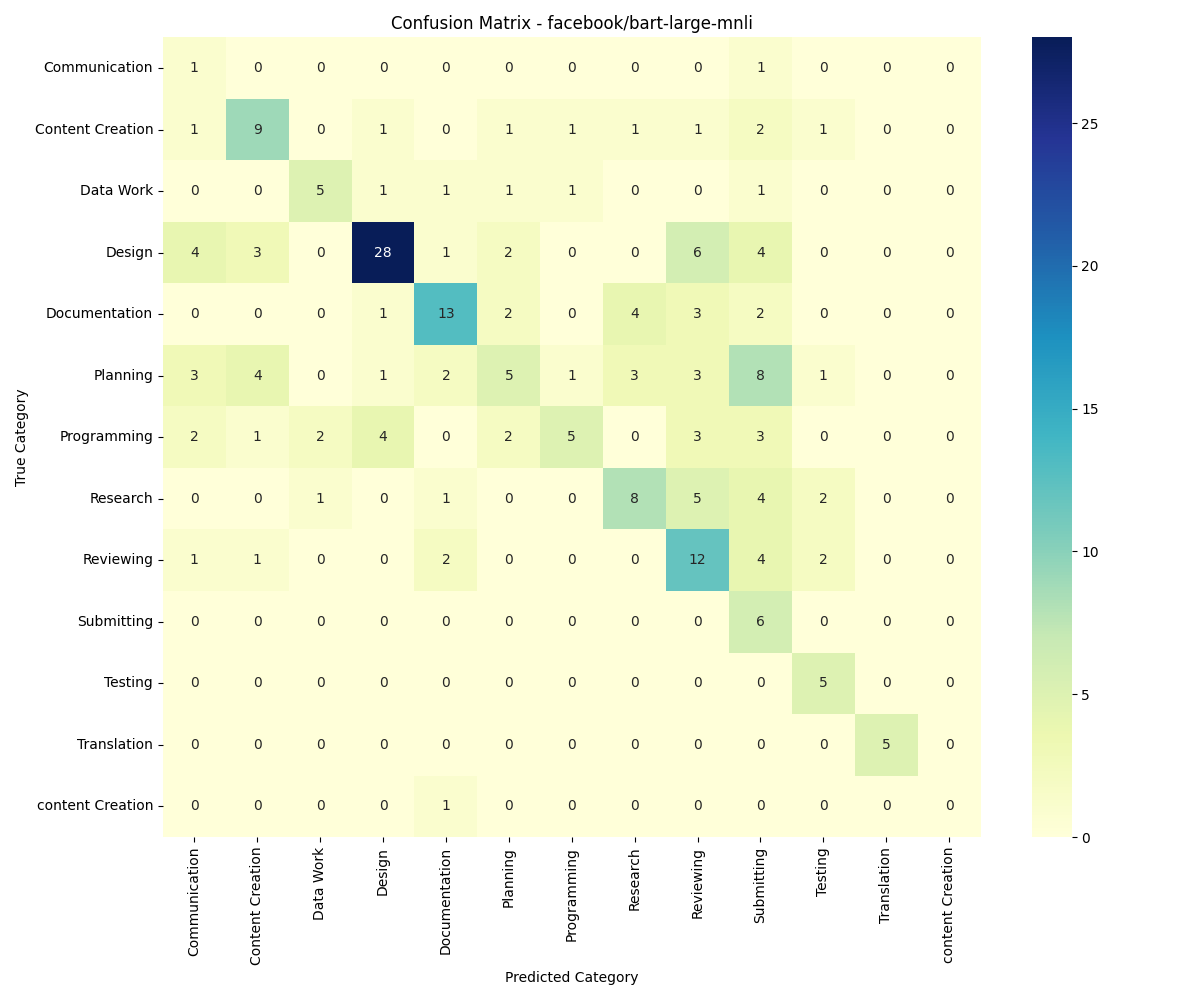 Confusion Matrix - facebook/bart-large-mnli
Communication 1 0 0 0 0 0 0 0 0 1 0 0 0
Content Creation 1 9 0 1 0 1 1 1 1 2 1 0 0
Data Work 0 0 5 1 1 1 1 0 0 1 0 0 0
Design 4 3 0 28 1 2 0 0 6 4 0 0 0
Documentation 0 0 0 1 13 2 0 4 3 2 0 0 0
Planning 3 4 0 1 2 5 1 3 3 8 1 0 0
Programming 2 1 2 4 0 2 5 0 3 3 0 0 0
Research 0 0 1 0 1 0 0 8 5 4 2 0 0
Reviewing 1 1 0 0 2 0 0 0 12 4 2 0 0
Submitting 0 0 0 0 0 0 0 0 0 6 0 0 0
Testing 0 0 0 0 0 0 0 0 0 0 5 0 0
Translation 0 0 0 0 0 0 0 0 0 0 0 5 0
content Creation 0 0 0 0 1 0 0 0 0 0 0 0 0
True Category
Communication
Content Creation
Data Work
Design
Documentation
Planning
Programming
Research
Reviewing
Submitting
Testing
Translation
content Creation
Predicted Category
25
20
15
10
5
0